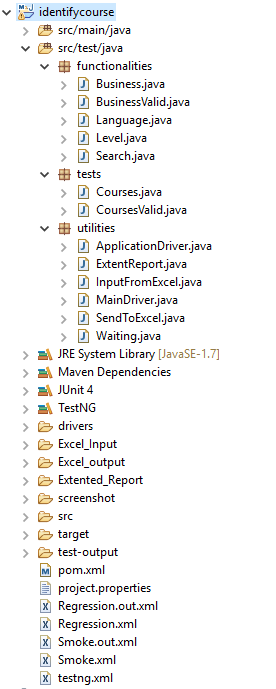 identifycourse
src/main/java
src/test/java
functionalities
Business.java
BusinessValid.java
Language.java
Level.java
Search.java
tests
Courses.java
CoursesValid.java
utilities
ApplicationDriver.java
ExtentReport.java
InputFromExcel.java
MainDriver.java
SendToExcel.java
Waiting.java
JRE System Library [JavaSE-1.7]
Maven Dependencies
JUnit 4
TestNG
drivers
Excel_Input
Excel_output
Extented_Report
screenshot
src
target
test-output
pom.xml
project.properties
Regression.out.xml
Regression.xml
Smoke.out.xml
Smoke.xml
testng.xml